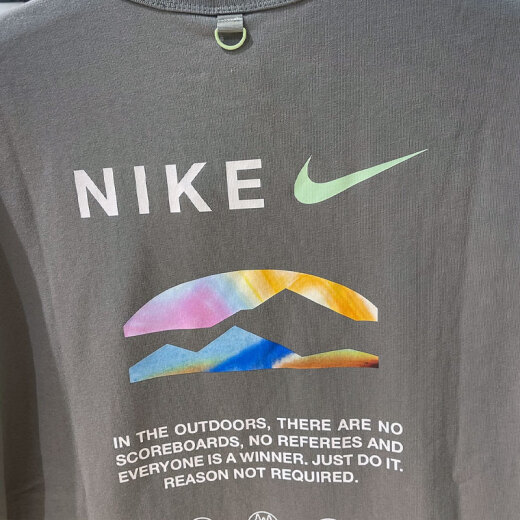 NIKE
IN THE OUTDOORS, THERE ARE NO
SCOREBOARDS, NO REFEREES AND
EVERYONE IS A WINNER. JUST DO IT.
REASON NOT REQUIRED.